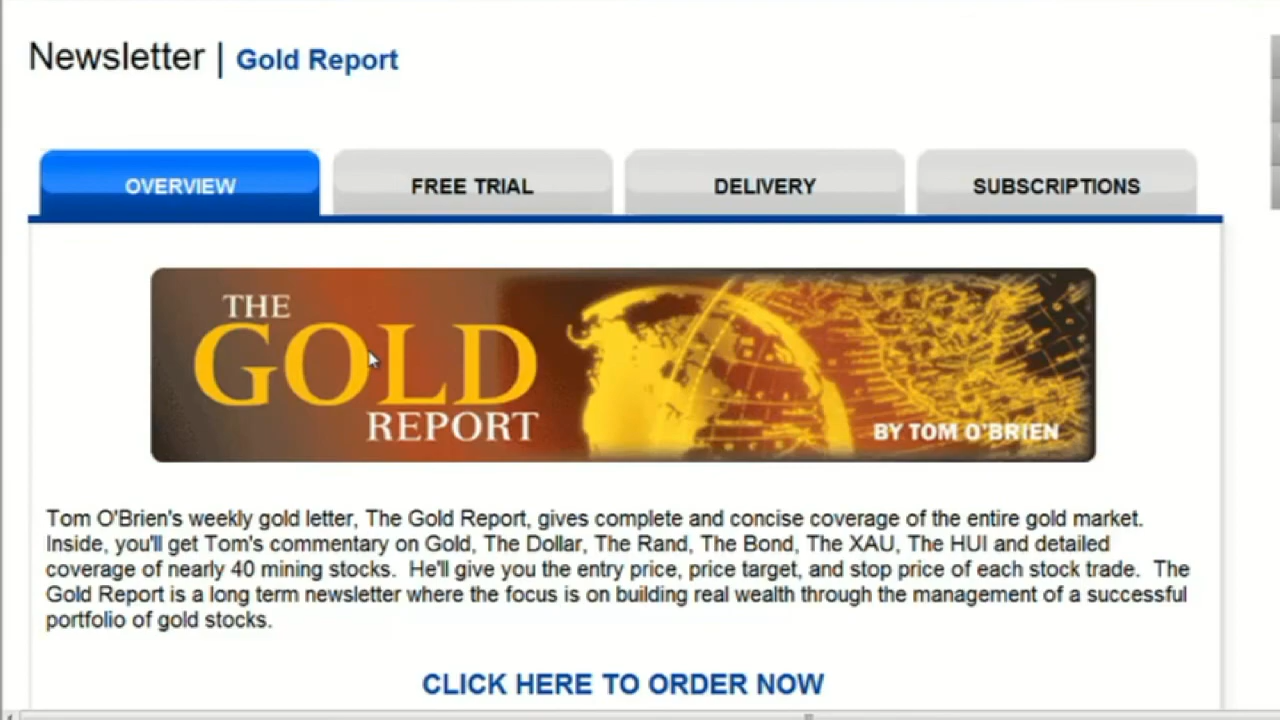 Newsletter | Gold Report
OVERVIEW
FREE TRIAL
DELIVERY
SUBSCRIPTIONS
THE
GOLD
REPORT
BY TOM O'BRIEN
Tom O'Brien's weekly gold letter, The Gold Report, gives complete and concise coverage of the entire gold market.
Inside, you'll get Tom's commentary on Gold, The Dollar, The Rand, The Bond, The XAU, The HUI and detailed
coverage of nearly 40 mining stocks.  He'll give you the entry price, price target, and stop price of each stock trade.  The
Gold Report is a long term newsletter where the focus is on building real wealth through the management of a successful
portfolio of gold stocks.
CLICK HERE TO ORDER NOW